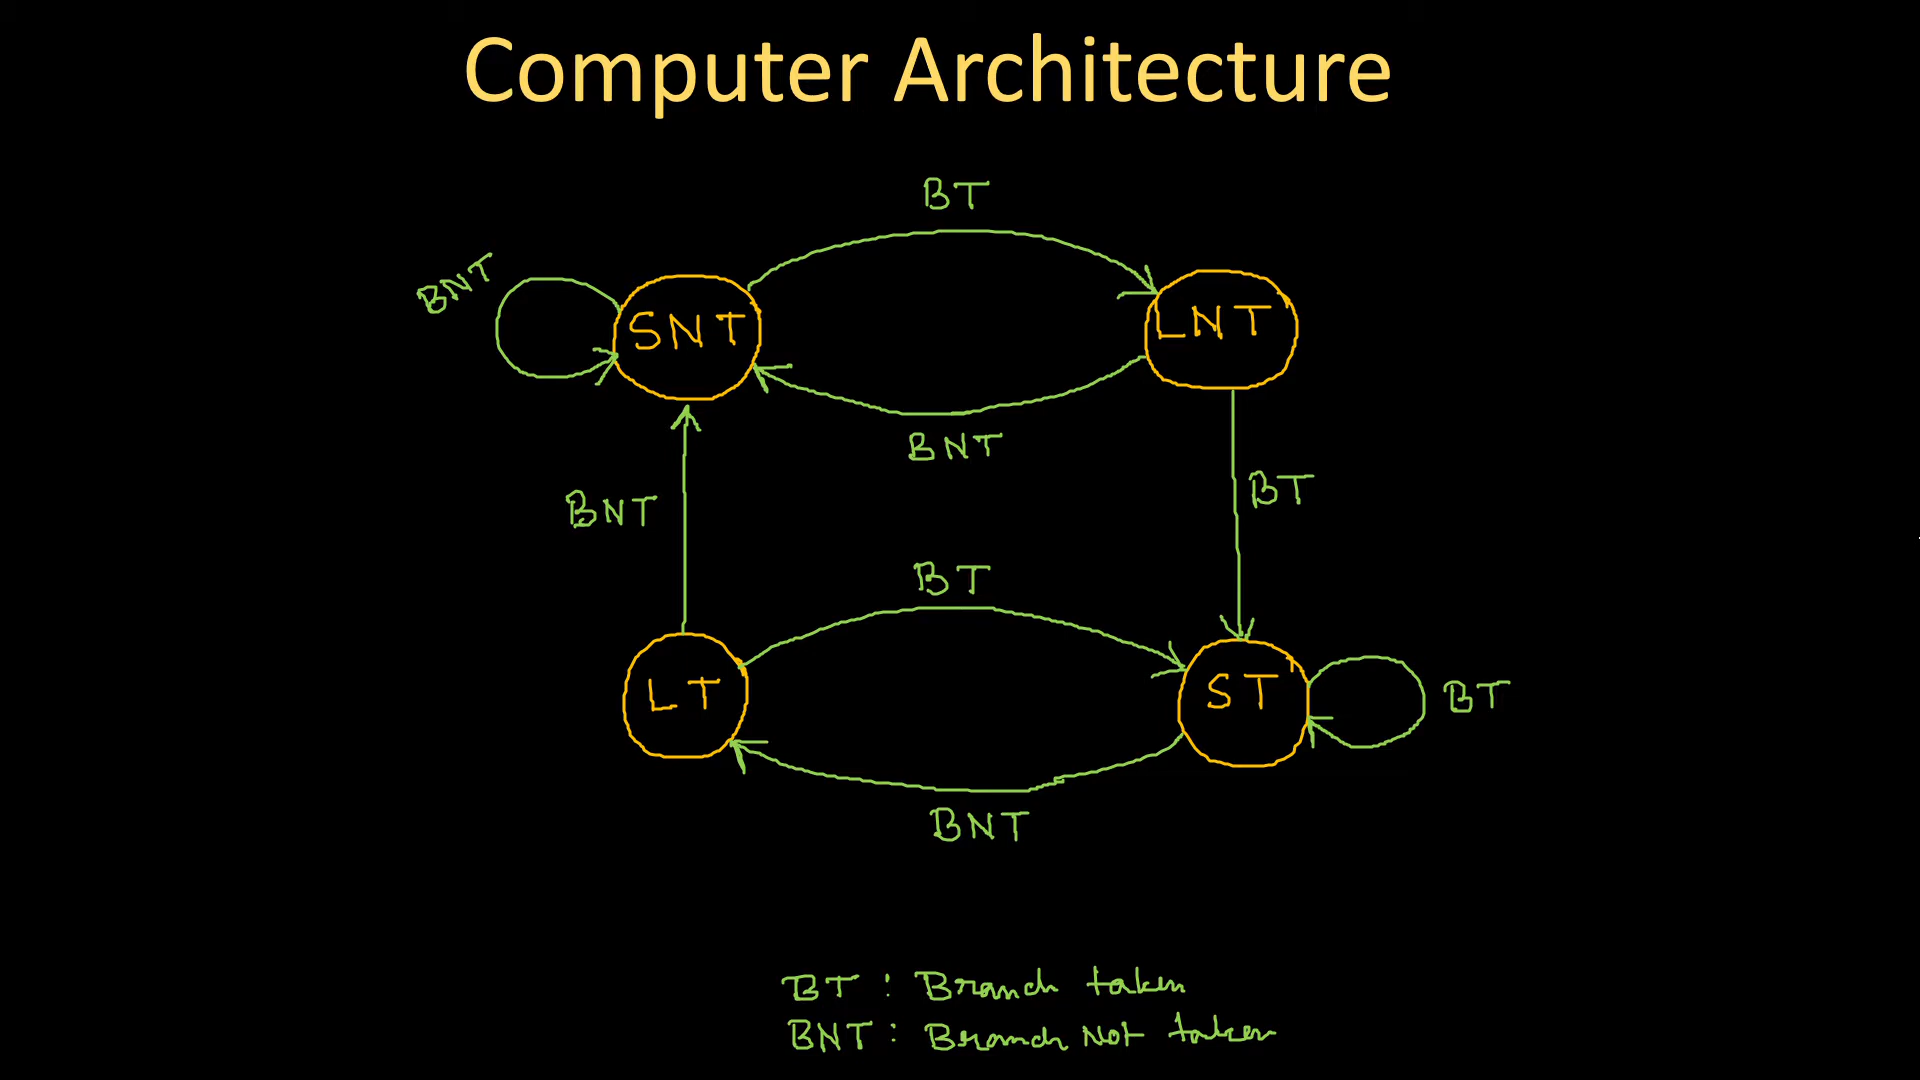 Computer Architecture
BT
BNT
SNT
LNT
BNT
BNT
BT
BT
LT
ST
BT
BNT
BT : Branch taken
BNT : Branch Not taken